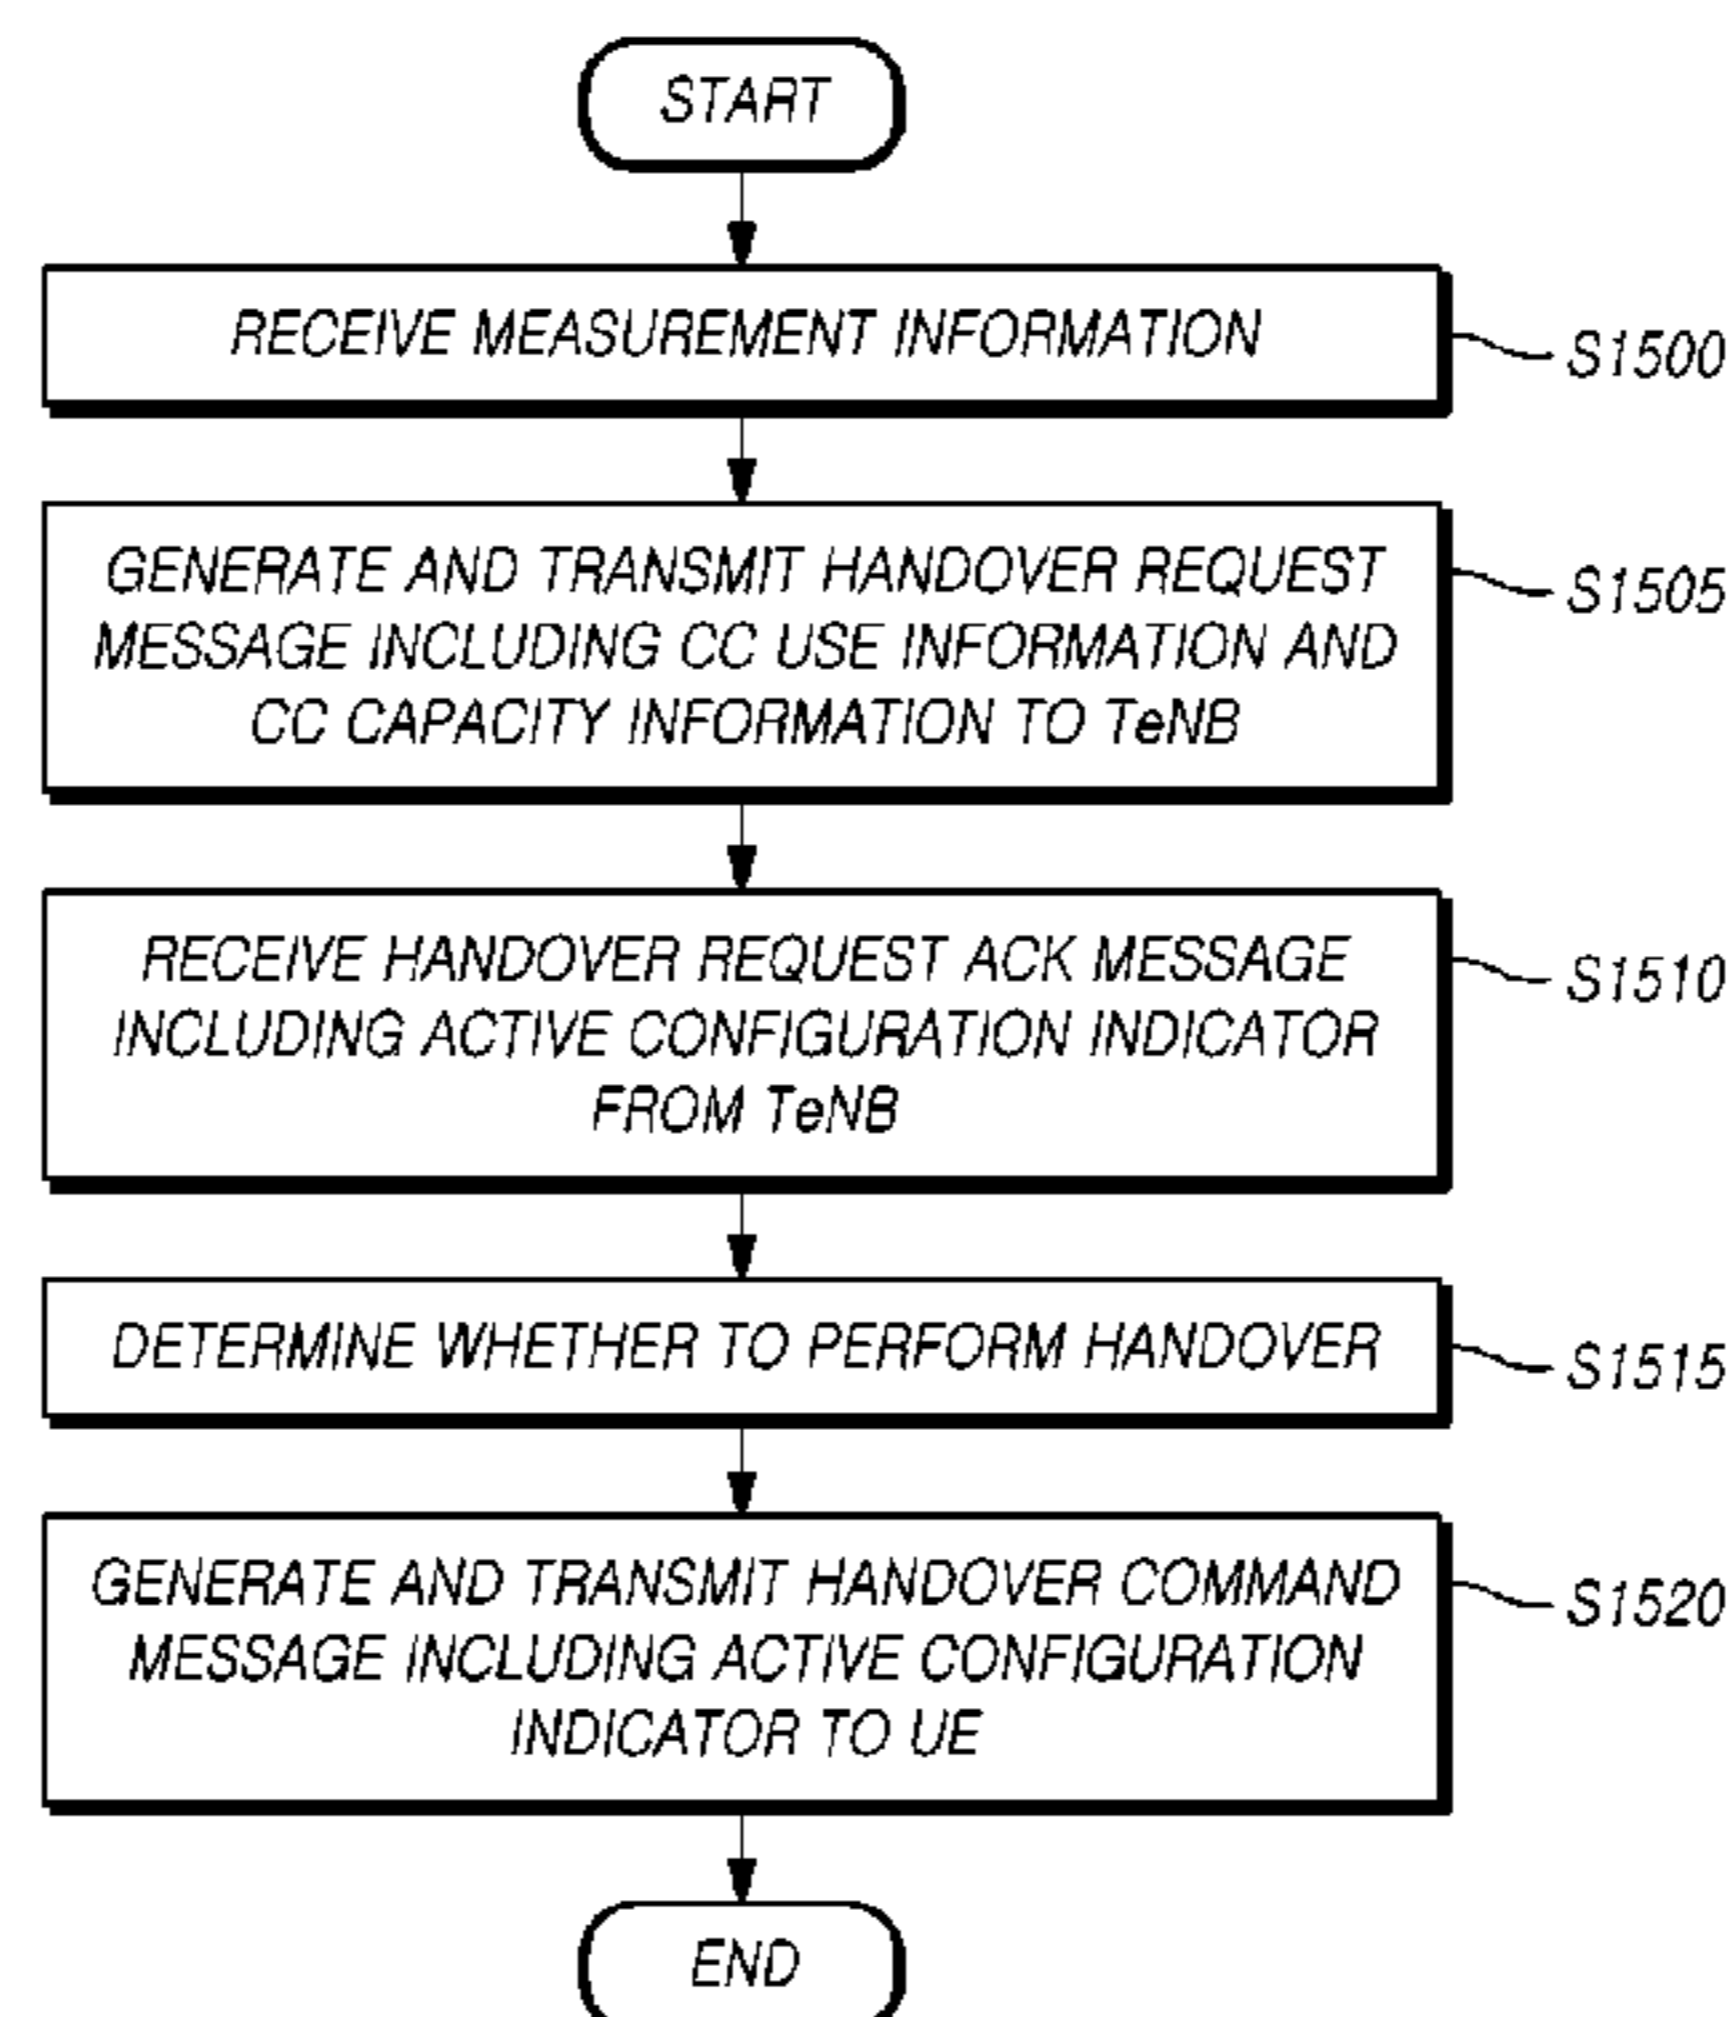 START
RECEIVE MEASUREMENT INFORMATION
S1500
GENERATE AND TRANSMIT HANDOVER REQUEST
MESSAGE INCLUDING CC USE INFORMATION AND
CC CAPACITY INFORMATION TO TeNB
S1505
RECEIVE HANDOVER REQUEST ACK MESSAGE
INCLUDING ACTIVE CONFIGURATION INDICATOR
FROM TeNB
S1510
DETERMINE WHETHER TO PERFORM HANDOVER
S1515
GENERATE AND TRANSMIT HANDOVER COMMAND
MESSAGE INCLUDING ACTIVE CONFIGURATION
INDICATOR TO UE
S1520
END